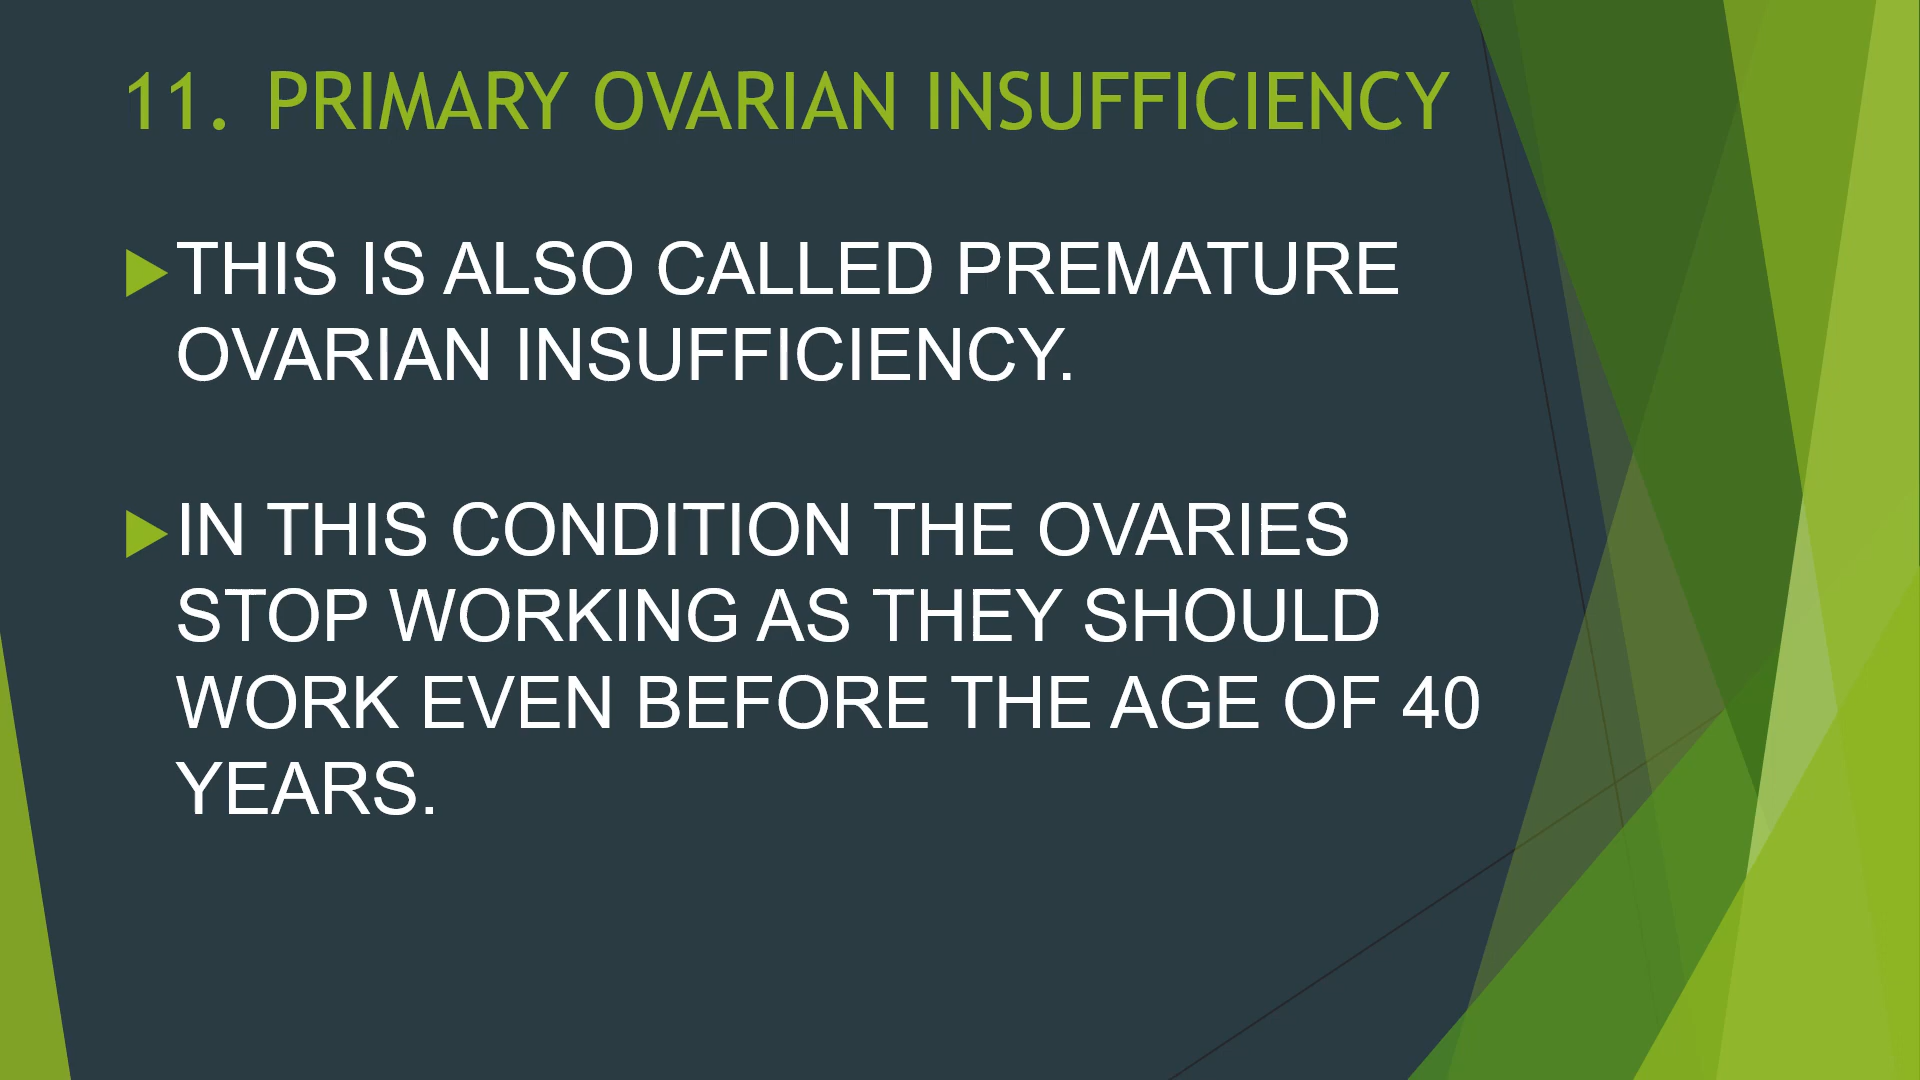 11. PRIMARY OVARIAN INSUFFICIENCY
THIS IS ALSO CALLED PREMATURE
OVARIAN INSUFFICIENCY.
IN THIS CONDITION THE OVARIES
STOP WORKING AS THEY SHOULD
WORK EVEN BEFORE THE AGE OF 40
YEARS.